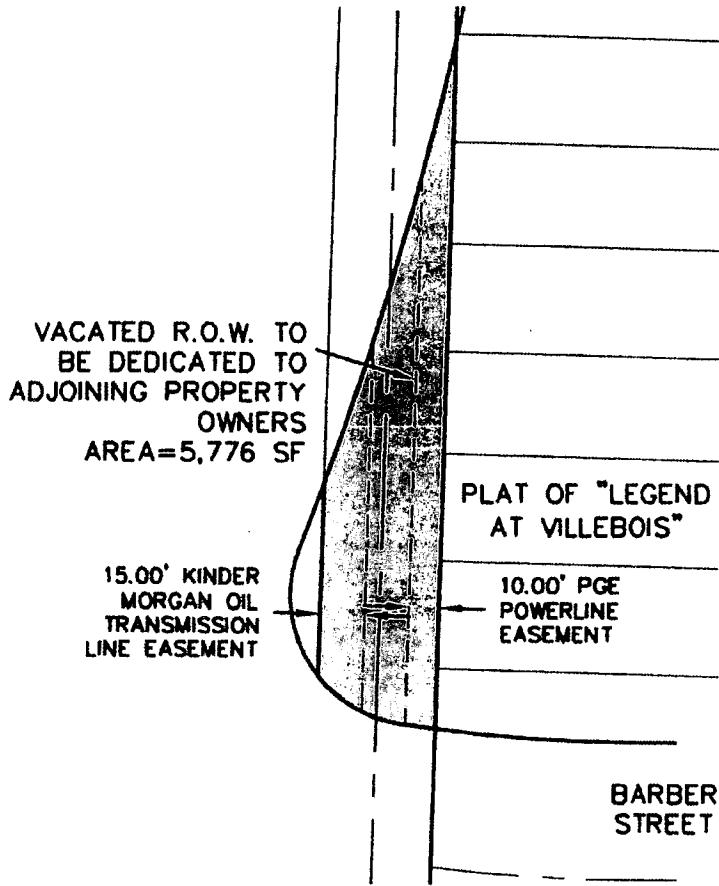 VACATED R.O.W. TO
BE DEDICATED TO
ADJOINING PROPERTY
OWNERS
AREA=5,776 SF
PLAT OF "LEGEND
AT VILLEBOIS"
15.00' KINDER
MORGAN OIL
TRANSMISSION
LINE EASEMENT
10.00' PGE
POWERLINE
EASEMENT
BARBER
STREET